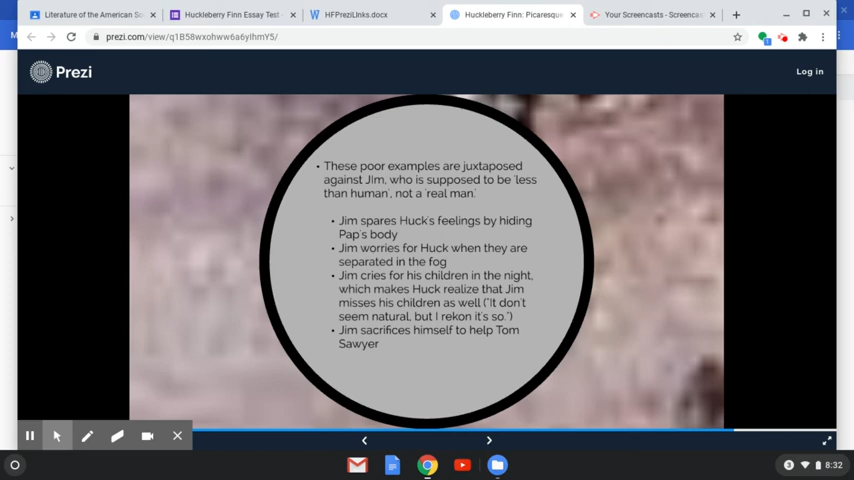 Literature of the American So
Huckleberry Finn Essay Test -
HFPreziLinks.docx
Huckleberry Finn: Picaresque
Your Screencasts - Screencas
prezi.com/view/q1B58wxohww6a6yIhmY5/
Prezi
Log in
• These poor examples are juxtaposed
against JIm, who is supposed to be 'less
than human', not a 'real man.'
• Jim spares Huck's feelings by hiding
Pap's body
• Jim worries for Huck when they are
separated in the fog
• Jim cries for his children in the night,
which makes Huck realize that Jim
misses his children as well ("It don't
seem natural, but I rekon it's so.")
• Jim sacrifices himself to help Tom
Sawyer
3
8:32